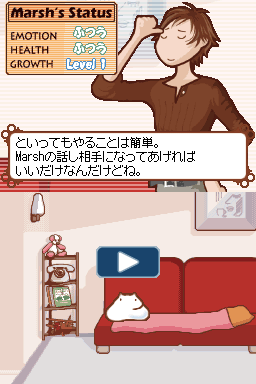 Marsh's Status
EMOTION ふつう
HEALTH ふつう
GROWTH Level 1
といってもやることは簡単。
Marshの話し相手になってあげれば
いいだけなんだけどね。